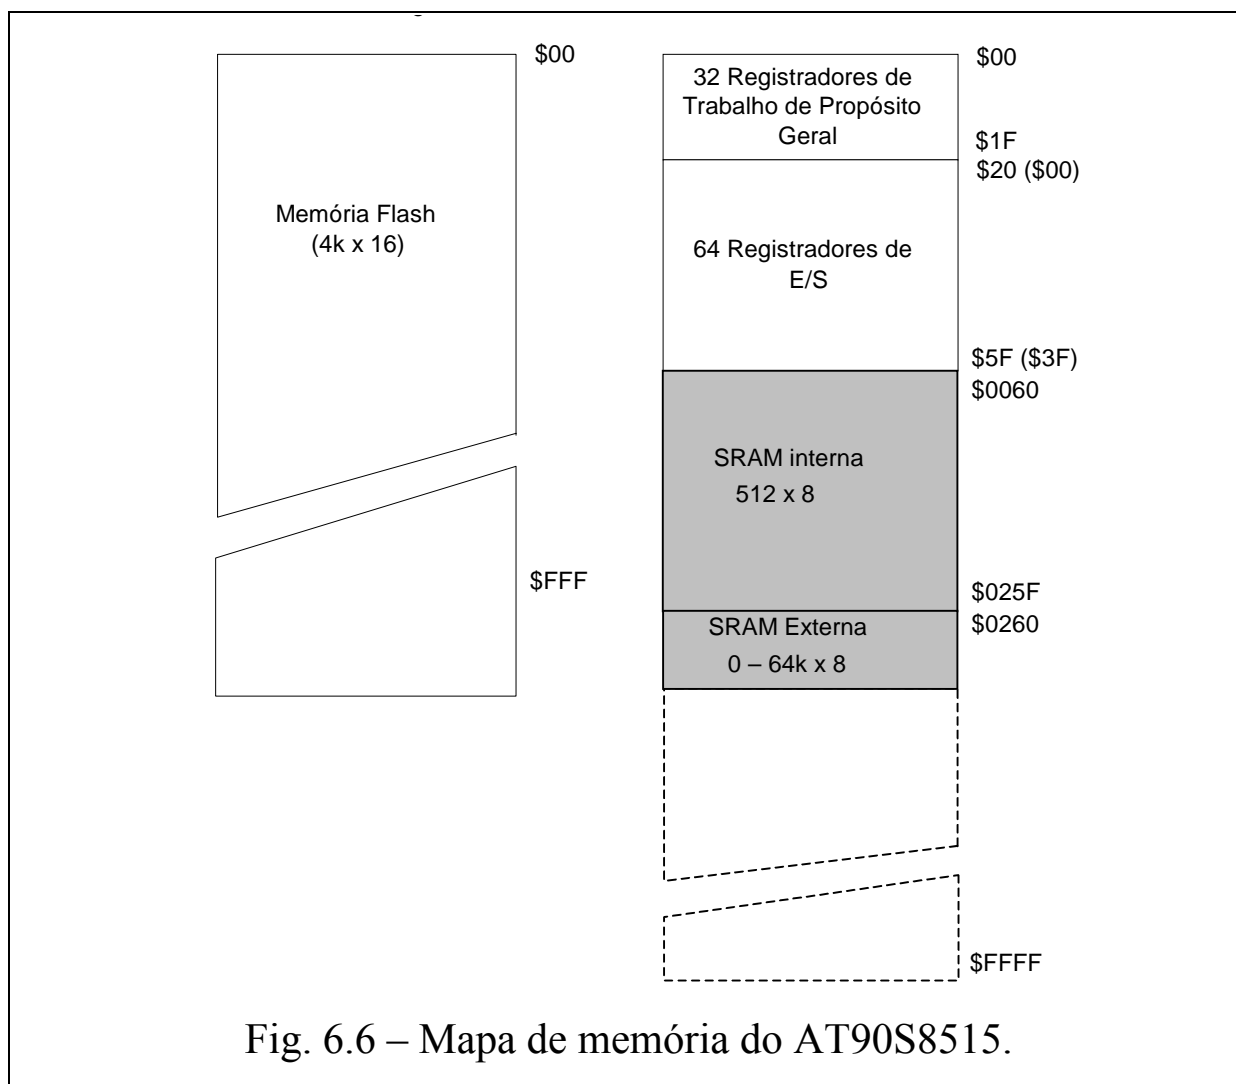 $00
Memória Flash
(4k x 16)
$FFF
$00
32 Registradores de
Trabalho de Propósito
Geral
$1F
$20 ($00)
64 Registradores de
E/S
$5F ($3F)
$0060
SRAM interna
512 x 8
$025F
$0260
SRAM Externa
0 – 64k x 8
$FFFF
Fig. 6.6 – Mapa de memória do AT90S8515.